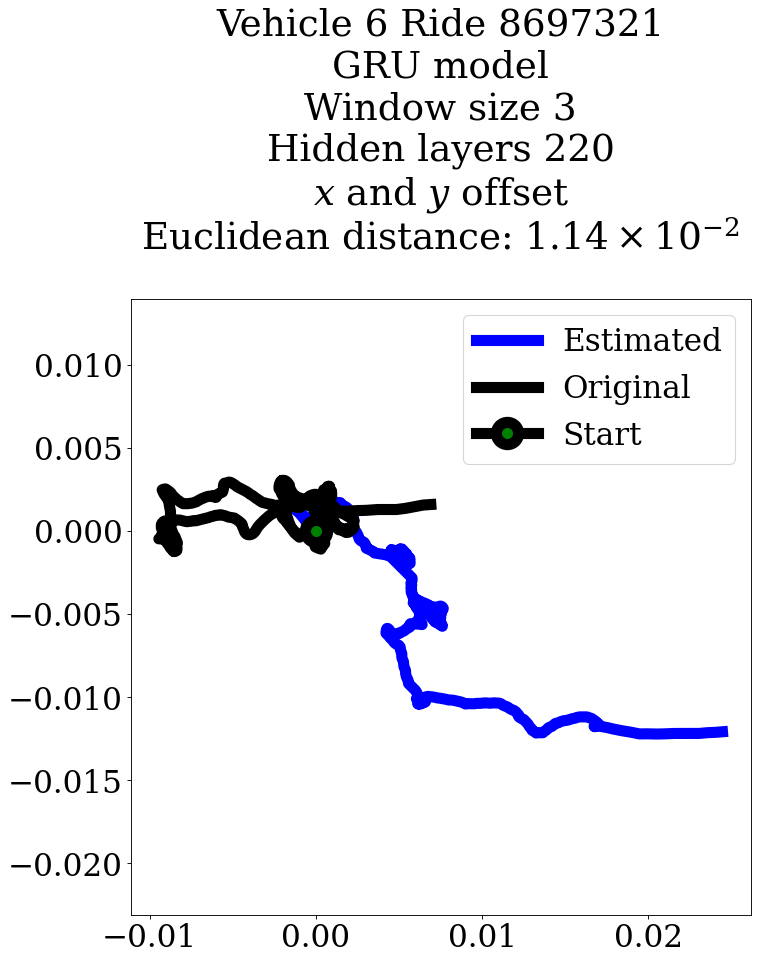 Vehicle 6 Ride 8697321
GRU model
Window size 3
Hidden layers 220
x and y offset
Euclidean distance: 1.14 × 10⁻²
Estimated
Original
Start
0.010
0.005
0.000
−0.005
−0.010
−0.015
−0.020
−0.01 0.00 0.01 0.02